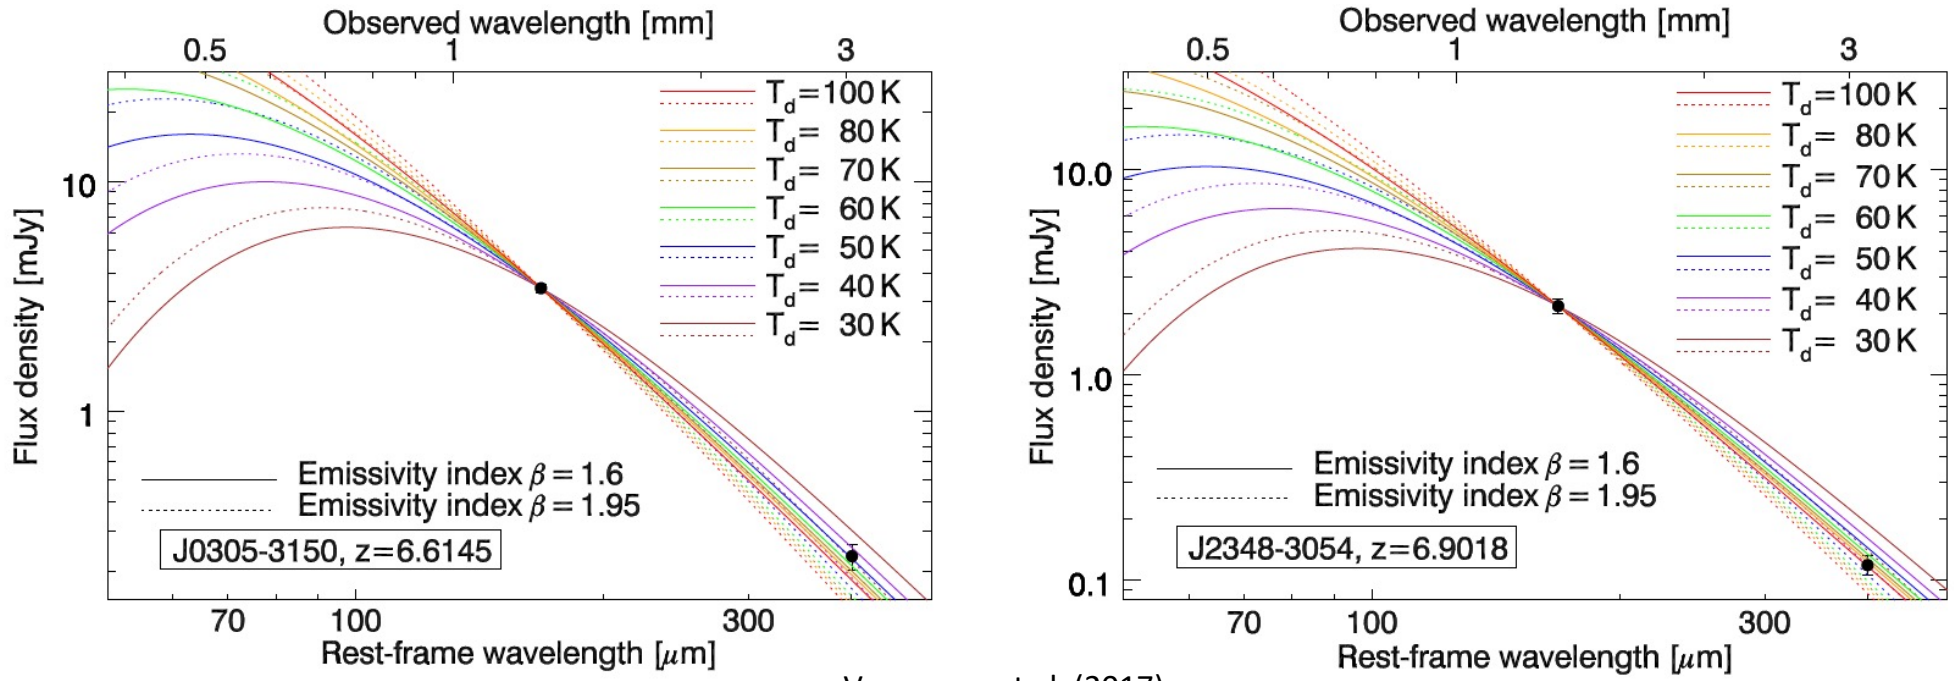 Observed wavelength [mm]
0.5 1 3
T_d=100 K
T_d= 80 K
T_d= 70 K
T_d= 60 K
T_d= 50 K
T_d= 40 K
T_d= 30 K
10
1
Flux density [mJy]
Emissivity index β = 1.6
Emissivity index β = 1.95
J0305-3150, z=6.6145
70 100 300
Rest-frame wavelength [μm]
Observed wavelength [mm]
0.5 1 3
T_d=100 K
T_d= 80 K
T_d= 70 K
T_d= 60 K
T_d= 50 K
T_d= 40 K
T_d= 30 K
10.0
1.0
0.1
Flux density [mJy]
Emissivity index β = 1.6
Emissivity index β = 1.95
J2348-3054, z=6.9018
70 100 300
Rest-frame wavelength [μm]
(2017)